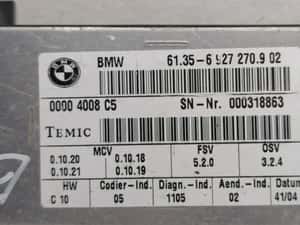 BMW 61.35-6 927 270.9 02
0000 4008 C5 SN-Nr. 000318863
TEMIC
MCV FSV OSV
0.10.20 0.10.18 5.2.0 3.2.4
0.10.21 0.10.19
HW Codier-Ind. Diagn.-Ind. Aend.-Ind. Datum
C 10 05 1105 02 41/04